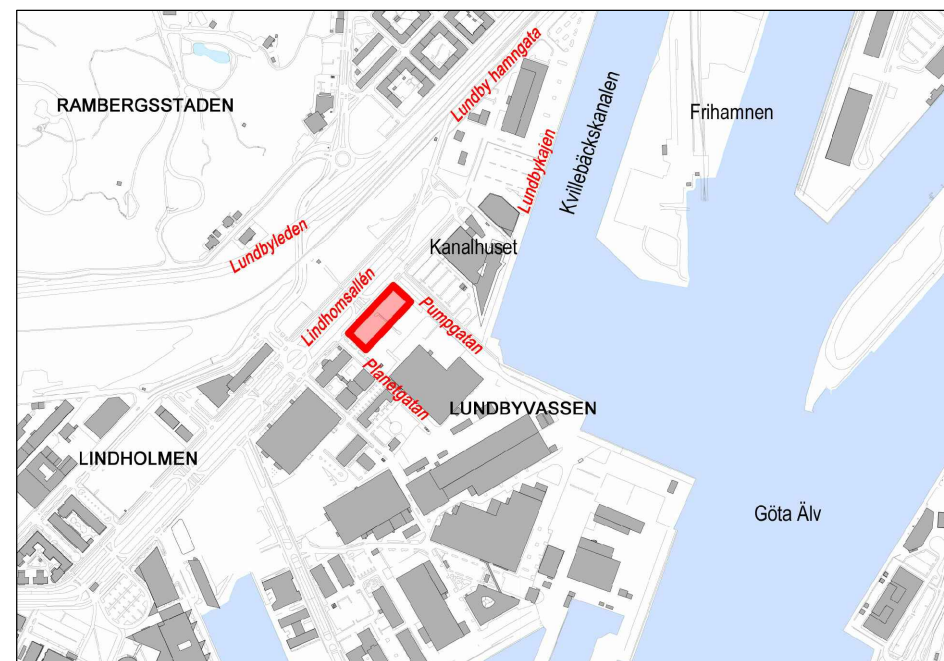 Lundby hamngata
RAMBERGSSTADEN
Frihamnen
Kvillebäckskanalen
Lundbykajen
Lundbyleden
Kanalhuset
Lindhomsallén
Pumpgatan
Planetgatan
LUNDBYVASSEN
LINDHOLMEN
Göta Älv